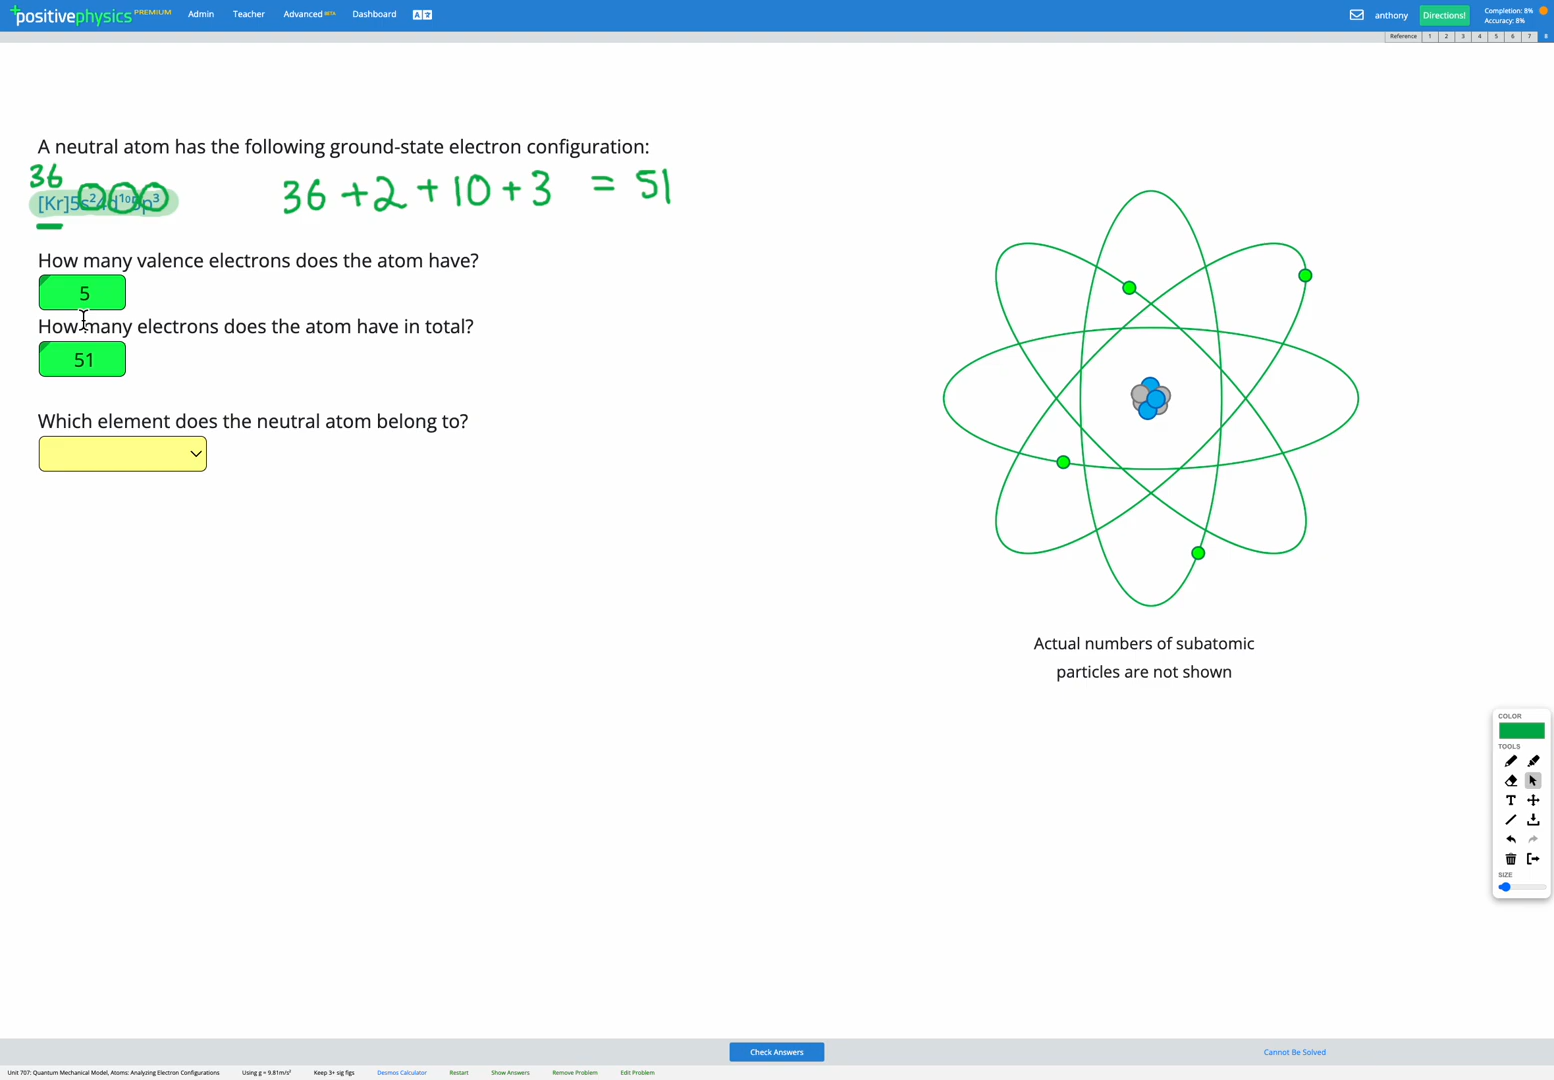 +positivephysics PREMIUM Admin Teacher Advanced BETA Dashboard anthony Directions! Completion: 8%
Accuracy: 8%
Reference 1 2 3 4 5 6 7 8
A neutral atom has the following ground-state electron configuration:
36
[Kr]5s²4d¹⁰5p³
36 + 2 + 10 + 3 = 51
How many valence electrons does the atom have?
5
How many electrons does the atom have in total?
51
Which element does the neutral atom belong to?
Actual numbers of subatomic
particles are not shown
COLOR
TOOLS
T
SIZE
Check Answers Cannot Be Solved
Unit 707: Quantum Mechanical Model, Atoms: Analyzing Electron Configurations Using g = 9.81m/s² Keep 3+ sig figs Desmos Calculator Restart Show Answers Remove Problem Edit Problem